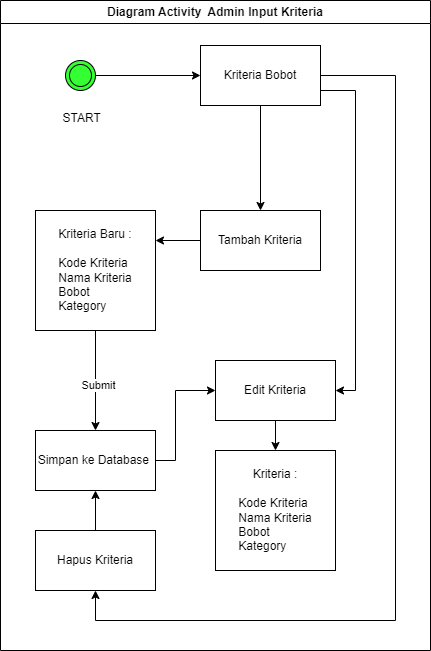 Diagram Activity  Admin Input Kriteria
Kriteria Bobot
START
Kriteria Baru :
Kode Kriteria
Nama Kriteria
Bobot
Kategory
Tambah Kriteria
Submit
Edit Kriteria
Simpan ke Database
Kriteria :
Kode Kriteria
Nama Kriteria
Bobot
Kategory
Hapus Kriteria